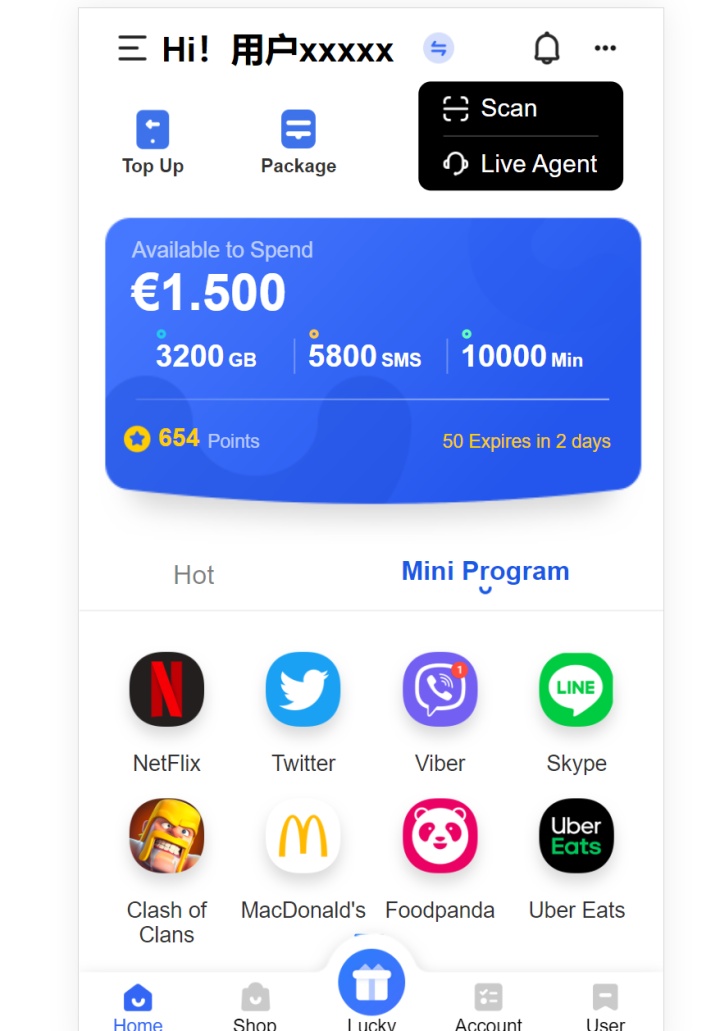 Hi！用户xxxxx
Scan
Live Agent
Top Up
Package
Available to Spend
€1.500
3200 GB
5800 SMS
10000 Min
654 Points
50 Expires in 2 days
Hot
Mini Program
1
LINE
NetFlix
Twitter
Viber
Skype
Uber
Eats
Clash of
Clans
MacDonald's
Foodpanda
Uber Eats
Home
Shop
Lucky
Account
User